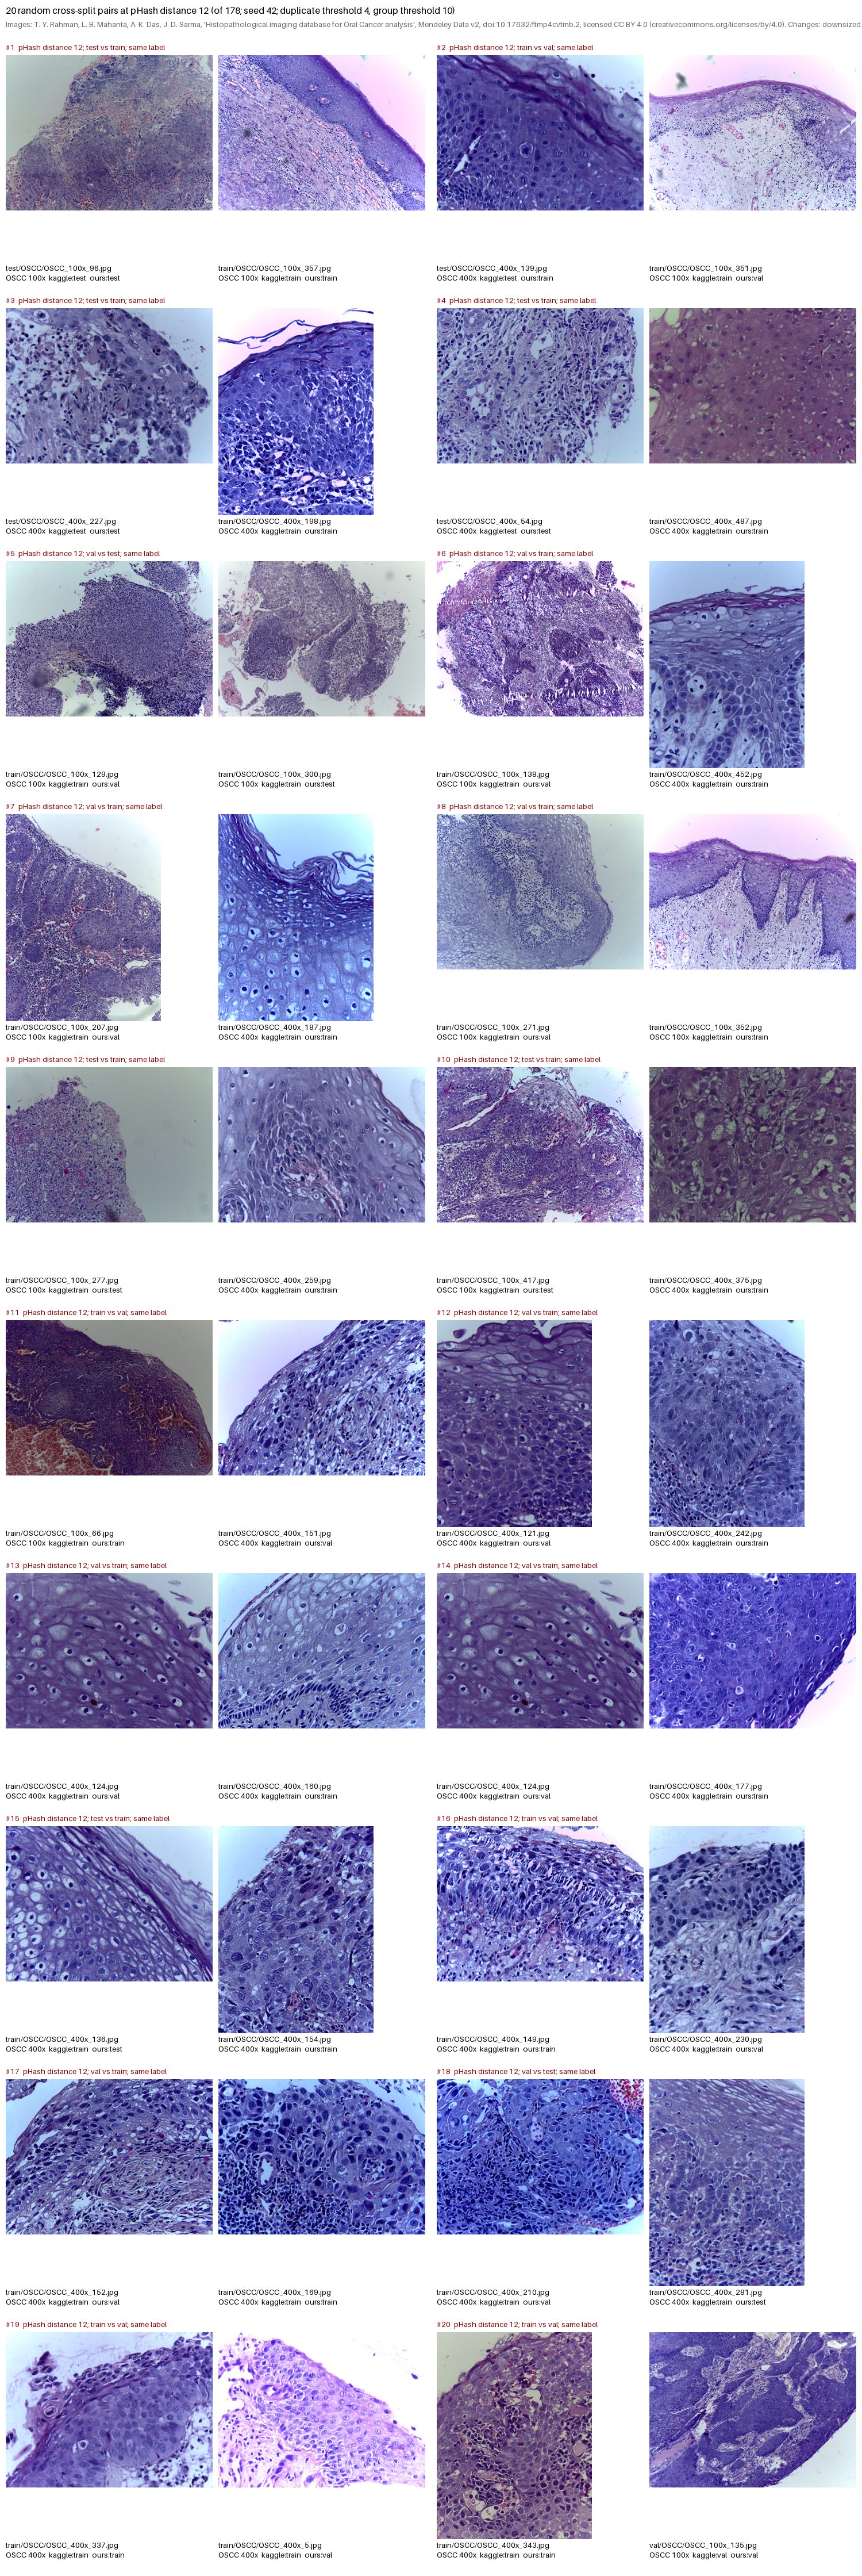 20 random cross-split pairs at pHash distance 12 (of 178; seed 42; duplicate threshold 4, group threshold 10)
Images: T. Y. Rahman, L. B. Mahanta, A. K. Das, J. D. Sarma, 'Histopathological imaging database for Oral Cancer analysis', Mendeley Data v2, doi:10.17632/ftmp4cvtmb.2, licensed CC BY 4.0 (creativecommons.org/licenses/by/4.0). Changes: downsized
#1 pHash distance 12; test vs train; same label
#2 pHash distance 12; train vs val; same label
test/OSCC/OSCC_100x_96.jpg
OSCC 100x kaggle:test ours:test
train/OSCC/OSCC_100x_357.jpg
OSCC 100x kaggle:train ours:train
test/OSCC/OSCC_400x_139.jpg
OSCC 400x kaggle:test ours:train
train/OSCC/OSCC_100x_351.jpg
OSCC 100x kaggle:train ours:val
#3 pHash distance 12; test vs train; same label
#4 pHash distance 12; test vs train; same label
test/OSCC/OSCC_400x_227.jpg
OSCC 400x kaggle:test ours:test
train/OSCC/OSCC_400x_198.jpg
OSCC 400x kaggle:train ours:train
test/OSCC/OSCC_400x_54.jpg
OSCC 400x kaggle:test ours:test
train/OSCC/OSCC_400x_487.jpg
OSCC 400x kaggle:train ours:train
#5 pHash distance 12; val vs test; same label
#6 pHash distance 12; val vs train; same label
train/OSCC/OSCC_100x_129.jpg
OSCC 100x kaggle:train ours:val
train/OSCC/OSCC_100x_300.jpg
OSCC 100x kaggle:train ours:test
train/OSCC/OSCC_100x_138.jpg
OSCC 100x kaggle:train ours:val
train/OSCC/OSCC_400x_452.jpg
OSCC 400x kaggle:train ours:train
#7 pHash distance 12; val vs train; same label
#8 pHash distance 12; val vs train; same label
train/OSCC/OSCC_100x_207.jpg
OSCC 100x kaggle:train ours:val
train/OSCC/OSCC_400x_187.jpg
OSCC 400x kaggle:train ours:train
train/OSCC/OSCC_100x_271.jpg
OSCC 100x kaggle:train ours:val
train/OSCC/OSCC_100x_352.jpg
OSCC 100x kaggle:train ours:train
#9 pHash distance 12; test vs train; same label
#10 pHash distance 12; test vs train; same label
train/OSCC/OSCC_100x_277.jpg
OSCC 100x kaggle:train ours:test
train/OSCC/OSCC_400x_259.jpg
OSCC 400x kaggle:train ours:train
train/OSCC/OSCC_100x_417.jpg
OSCC 100x kaggle:train ours:test
train/OSCC/OSCC_400x_375.jpg
OSCC 400x kaggle:train ours:train
#11 pHash distance 12; train vs val; same label
#12 pHash distance 12; val vs train; same label
train/OSCC/OSCC_100x_66.jpg
OSCC 100x kaggle:train ours:train
train/OSCC/OSCC_400x_151.jpg
OSCC 400x kaggle:train ours:val
train/OSCC/OSCC_400x_121.jpg
OSCC 400x kaggle:train ours:val
train/OSCC/OSCC_400x_242.jpg
OSCC 400x kaggle:train ours:train
#13 pHash distance 12; val vs train; same label
#14 pHash distance 12; val vs train; same label
train/OSCC/OSCC_400x_124.jpg
OSCC 400x kaggle:train ours:val
train/OSCC/OSCC_400x_160.jpg
OSCC 400x kaggle:train ours:train
train/OSCC/OSCC_400x_124.jpg
OSCC 400x kaggle:train ours:val
train/OSCC/OSCC_400x_177.jpg
OSCC 400x kaggle:train ours:train
#15 pHash distance 12; test vs train; same label
#16 pHash distance 12; train vs val; same label
train/OSCC/OSCC_400x_136.jpg
OSCC 400x kaggle:train ours:test
train/OSCC/OSCC_400x_154.jpg
OSCC 400x kaggle:train ours:train
train/OSCC/OSCC_400x_149.jpg
OSCC 400x kaggle:train ours:train
train/OSCC/OSCC_400x_230.jpg
OSCC 400x kaggle:train ours:val
#17 pHash distance 12; val vs train; same label
#18 pHash distance 12; val vs test; same label
train/OSCC/OSCC_400x_152.jpg
OSCC 400x kaggle:train ours:val
train/OSCC/OSCC_400x_169.jpg
OSCC 400x kaggle:train ours:train
train/OSCC/OSCC_400x_210.jpg
OSCC 400x kaggle:train ours:val
train/OSCC/OSCC_400x_281.jpg
OSCC 400x kaggle:train ours:test
#19 pHash distance 12; train vs val; same label
#20 pHash distance 12; train vs val; same label
train/OSCC/OSCC_400x_337.jpg
OSCC 400x kaggle:train ours:train
train/OSCC/OSCC_400x_5.jpg
OSCC 400x kaggle:train ours:val
train/OSCC/OSCC_400x_343.jpg
OSCC 400x kaggle:train ours:train
val/OSCC/OSCC_100x_135.jpg
OSCC 100x kaggle:val ours:val